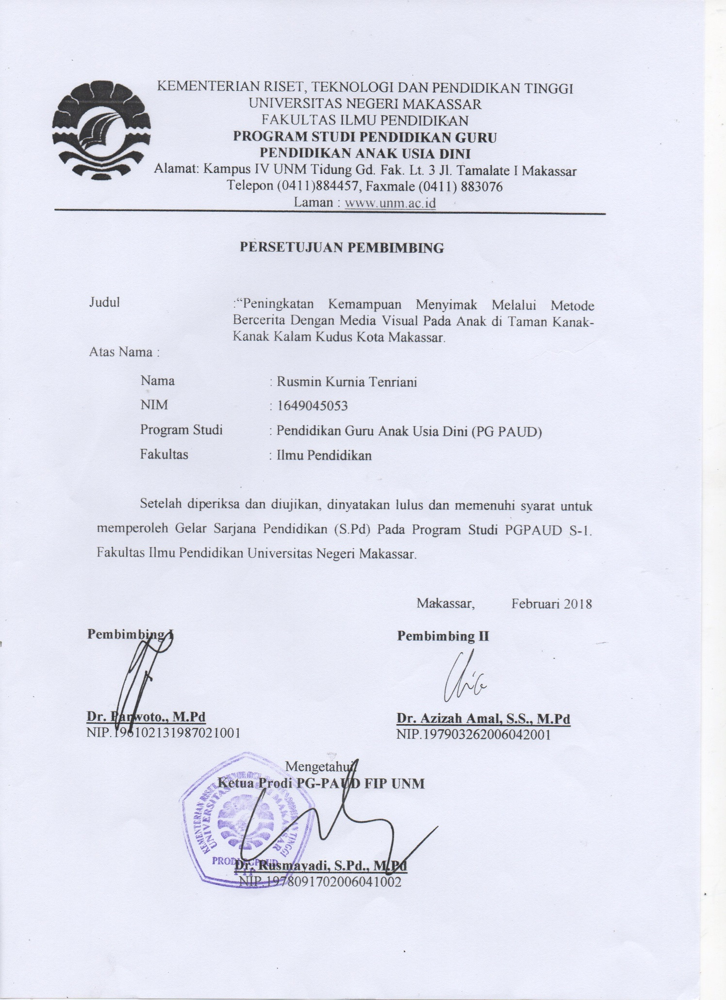 KEMENTERIAN RISET, TEKNOLOGI DAN PENDIDIKAN TINGGI
UNIVERSITAS NEGERI MAKASSAR
FAKULTAS ILMU PENDIDIKAN
PROGRAM STUDI PENDIDIKAN GURU
PENDIDIKAN ANAK USIA DINI
Alamat: Kampus IV UNM Tidung Gd. Fak. Lt. 3 Jl. Tamalate I Makassar
Telepon (0411)884457, Faxmale (0411) 883076
Laman : www.unm.ac.id
PERSETUJUAN PEMBIMBING
Judul :“Peningkatan Kemampuan Menyimak Melalui Metode
Bercerita Dengan Media Visual Pada Anak di Taman Kanak-
Kanak Kalam Kudus Kota Makassar.
Atas Nama :
Nama : Rusmin Kurnia Tenriani
NIM : 1649045053
Program Studi : Pendidikan Guru Anak Usia Dini (PG PAUD)
Fakultas : Ilmu Pendidikan
Setelah diperiksa dan diujikan, dinyatakan lulus dan memenuhi syarat untuk
memperoleh Gelar Sarjana Pendidikan (S.Pd) Pada Program Studi PGPAUD S-1.
Fakultas Ilmu Pendidikan Universitas Negeri Makassar.
Makassar, Februari 2018
Pembimbing I Pembimbing II
Dr. Parwoto., M.Pd Dr. Azizah Amal, S.S., M.Pd
NIP.196102131987021001 NIP.197903262006042001
Mengetahui
Ketua Prodi PG-PAUD FIP UNM
KEMENTERIAN RISET, TEKNOLOGI DAN PENDIDIKAN TINGGI
UNIVERSITAS NEGERI MAKASSAR
PRODI PGPAUD
FIP
Dr. Rusmayadi, S.Pd., M.Pd
NIP.1978091702006041002